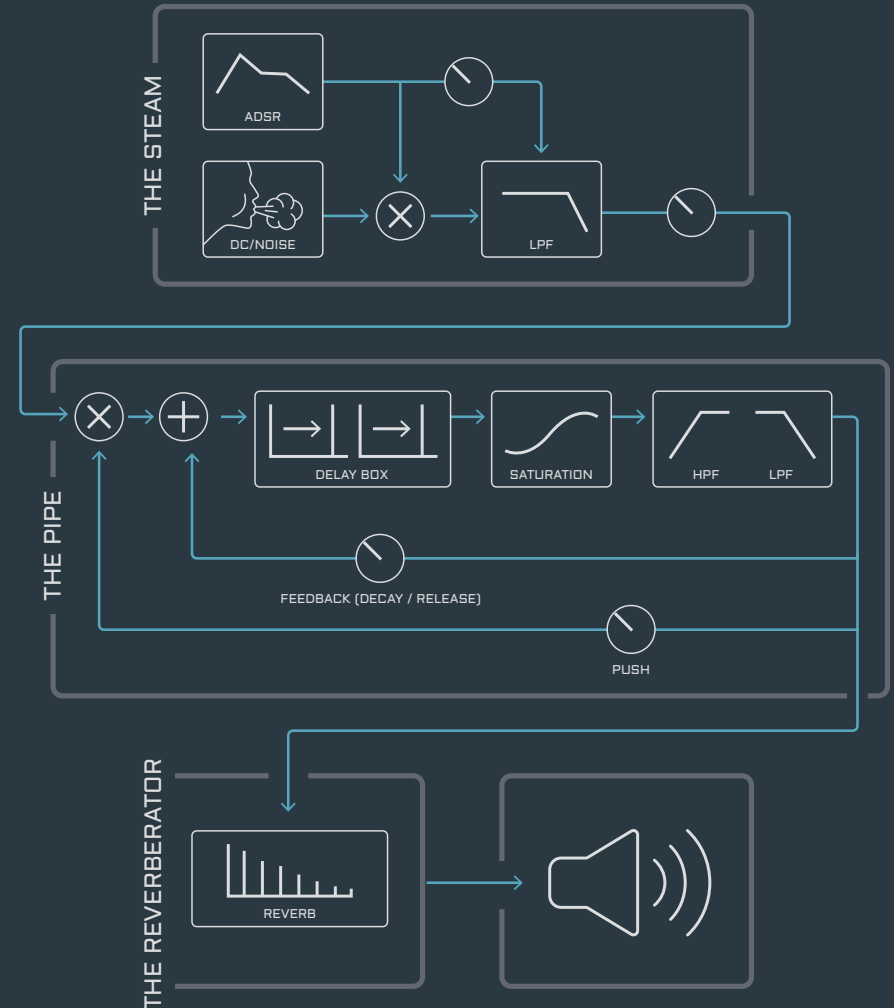 THE STEAM
ADSR
DC/NOISE
LPF
THE PIPE
DELAY BOX
SATURATION
HPF
LPF
FEEDBACK (DECAY / RELEASE)
PUSH
THE REVERBERATOR
REVERB